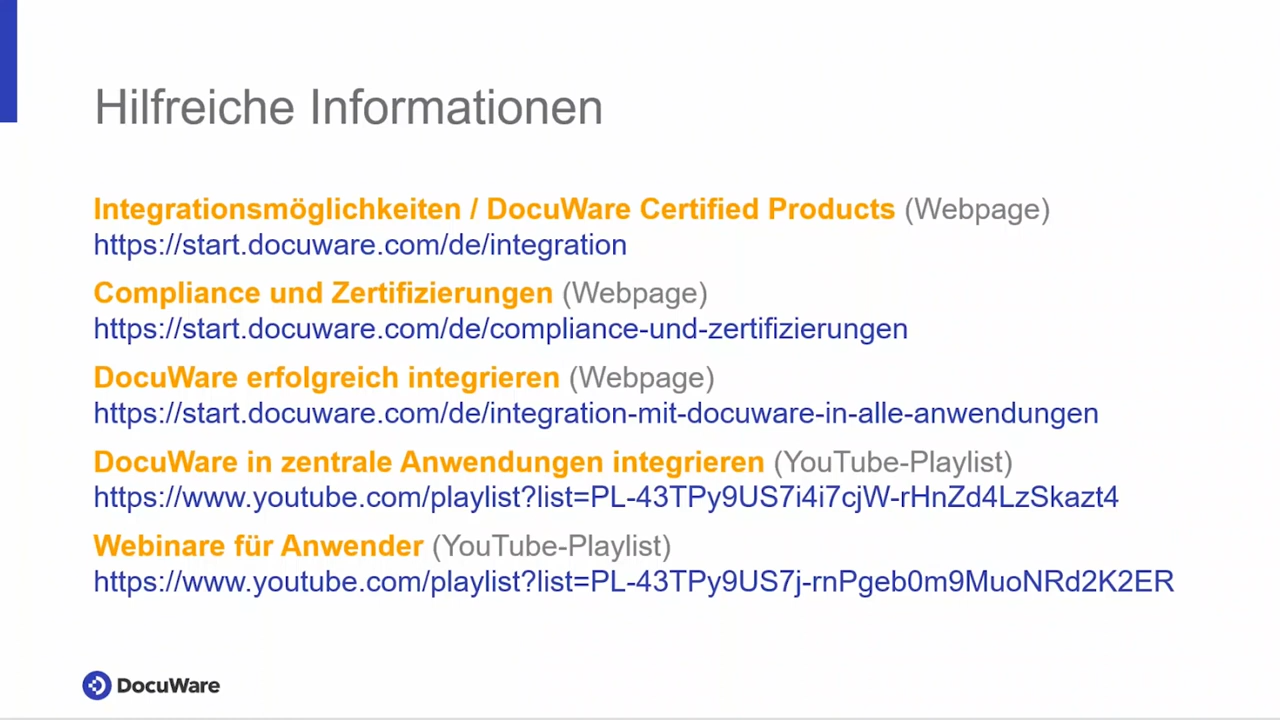 Hilfreiche Informationen
Integrationsmöglichkeiten / DocuWare Certified Products (Webpage)
https://start.docuware.com/de/integration
Compliance und Zertifizierungen (Webpage)
https://start.docuware.com/de/compliance-und-zertifizierungen
DocuWare erfolgreich integrieren (Webpage)
https://start.docuware.com/de/integration-mit-docuware-in-alle-anwendungen
DocuWare in zentrale Anwendungen integrieren (YouTube-Playlist)
https://www.youtube.com/playlist?list=PL-43TPy9US7i4i7cjW-rHnZd4LzSkazt4
Webinare für Anwender (YouTube-Playlist)
https://www.youtube.com/playlist?list=PL-43TPy9US7j-rnPgeb0m9MuoNRd2K2ER
DocuWare